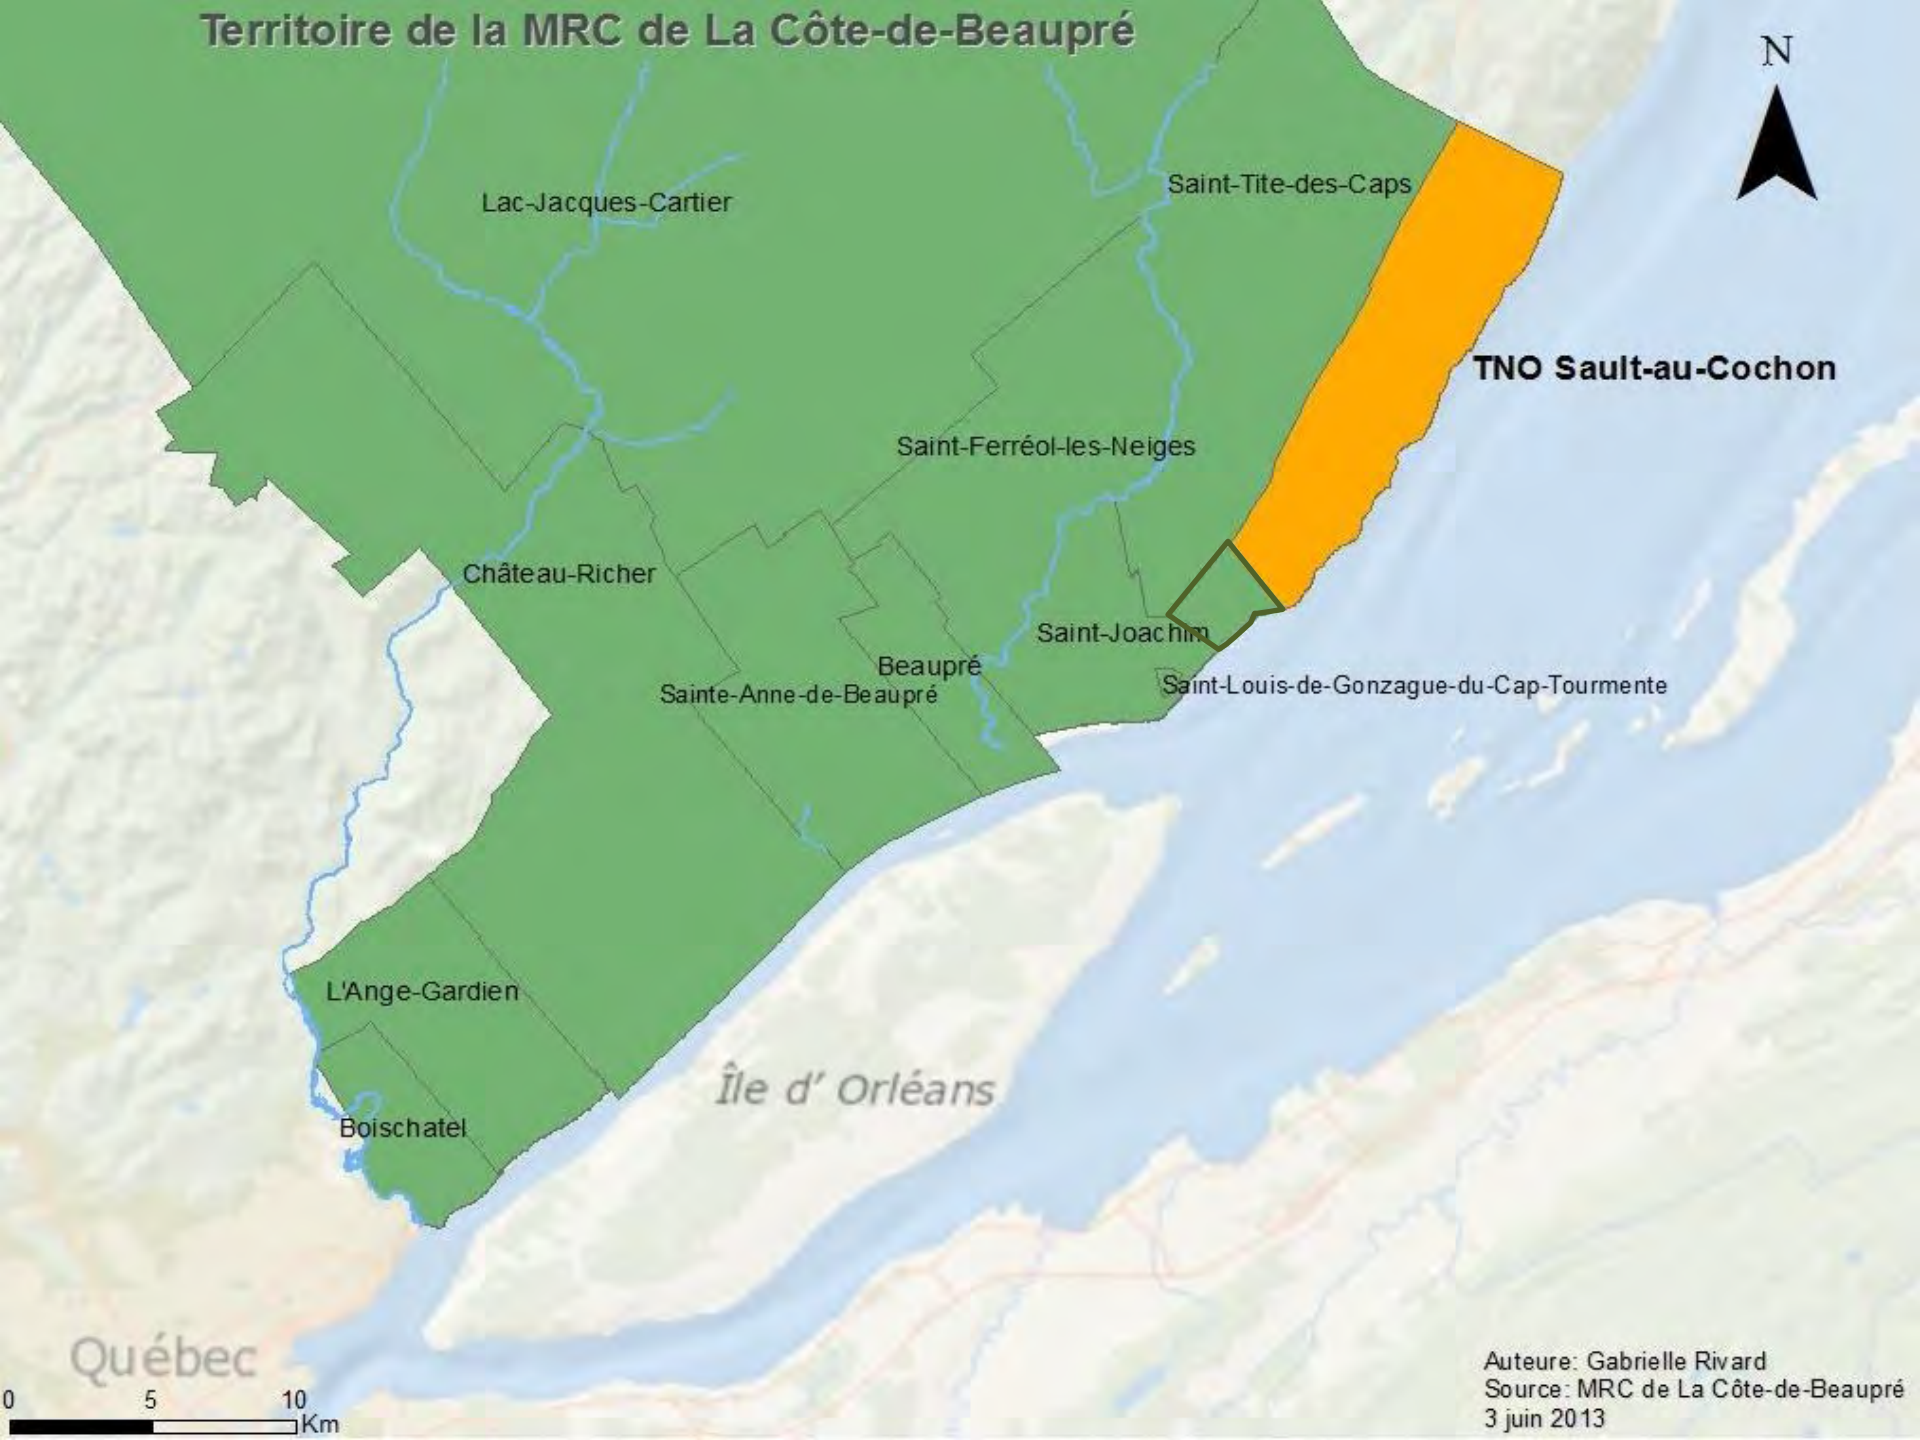 Territoire de la MRC de La Côte-de-Beaupré
N
Saint-Tite-des-Caps
Lac-Jacques-Cartier
TNO Sault-au-Cochon
Saint-Ferréol-les-Neiges
Château-Richer
Saint-Joachim
Beaupré
Saint-Louis-de-Gonzague-du-Cap-Tourmente
Sainte-Anne-de-Beaupré
L'Ange-Gardien
Île d' Orléans
Boischatel
Québec
0 5 10
Km
Auteure: Gabrielle Rivard
Source: MRC de La Côte-de-Beaupré
3 juin 2013